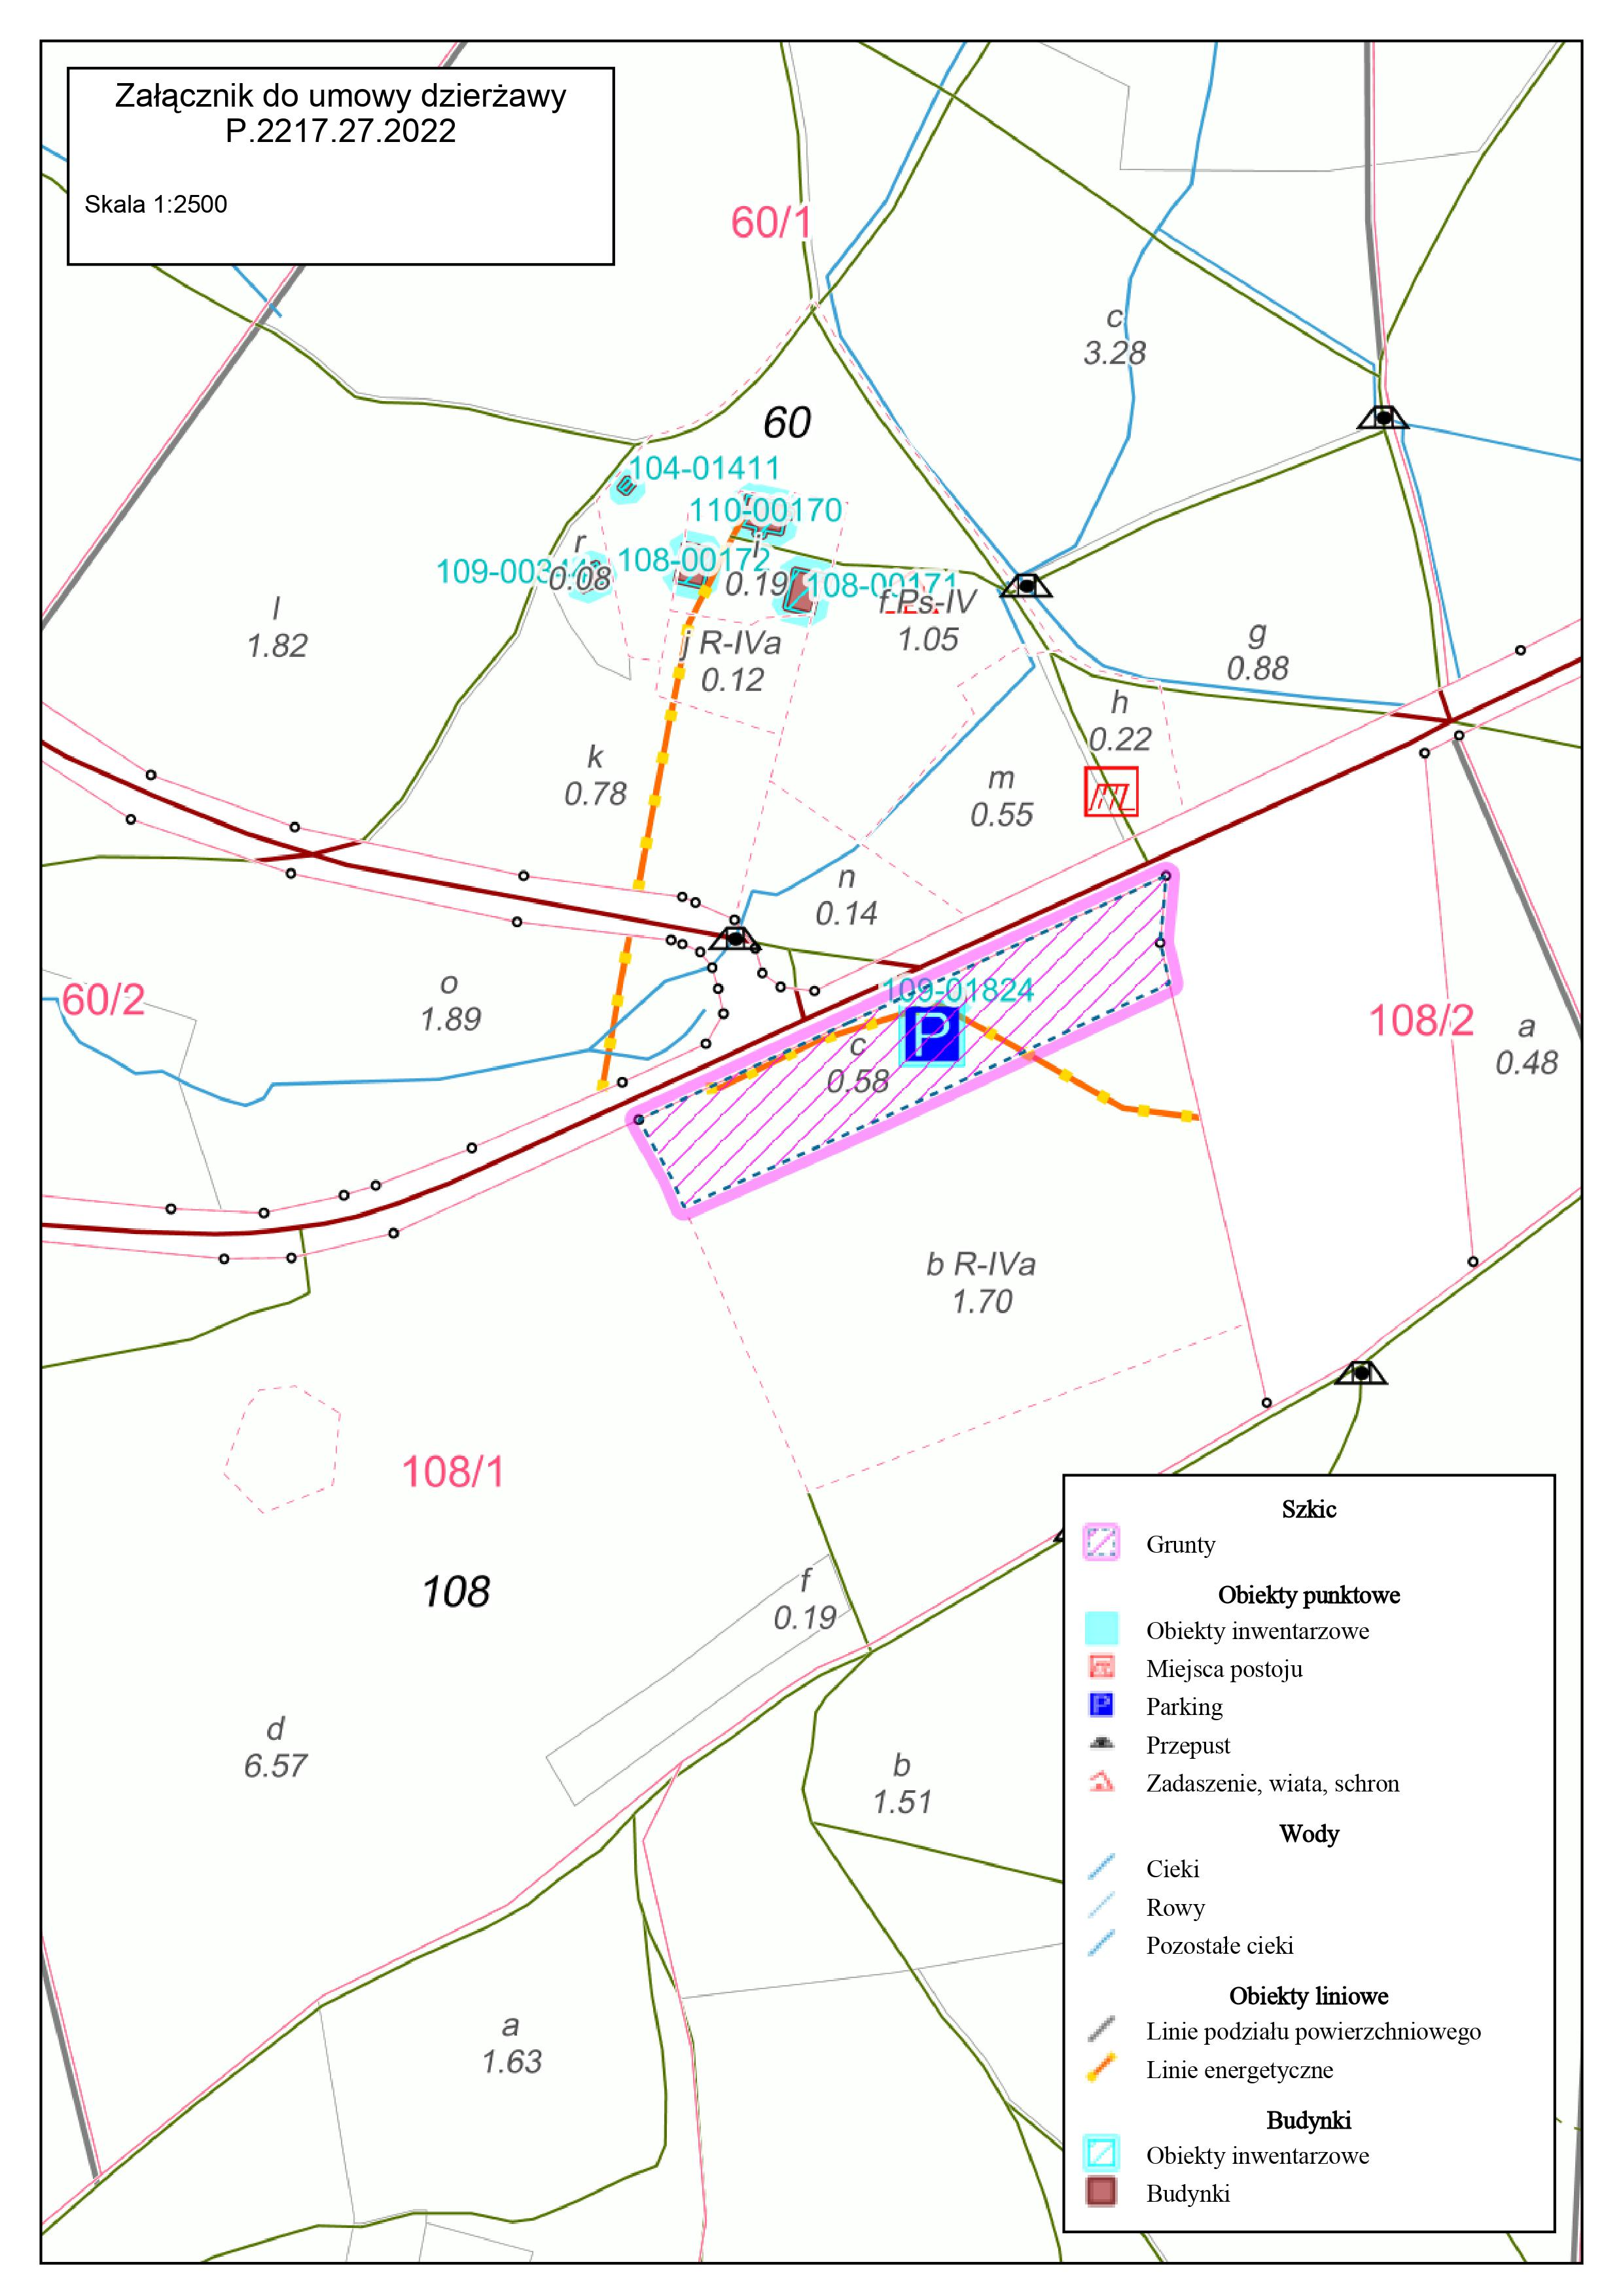 Załącznik do umowy dzierżawy
P.2217.27.2022
Skala 1:2500
60/1
c
3.28
60
104-01411
110-00170
r
0.08
108-00172
i
0.19
108-00171
f Ps-IV
1.05
l
1.82
j R-IVa
0.12
g
0.88
h
0.22
k
0.78
m
0.55
n
0.14
60/2
o
1.89
109-01824
P
c
0.58
108/2
a
0.48
b R-IVa
1.70
108/1
108
f
0.19
d
6.57
b
1.51
a
1.63
Szkic
Grunty
Obiekty punktowe
Obiekty inwentarzowe
Miejsca postoju
P Parking
Przepust
Zadaszenie, wiata, schron
Wody
Cieki
Rowy
Pozostałe cieki
Obiekty liniowe
Linie podziału powierzchniowego
Linie energetyczne
Budynki
Obiekty inwentarzowe
Budynki